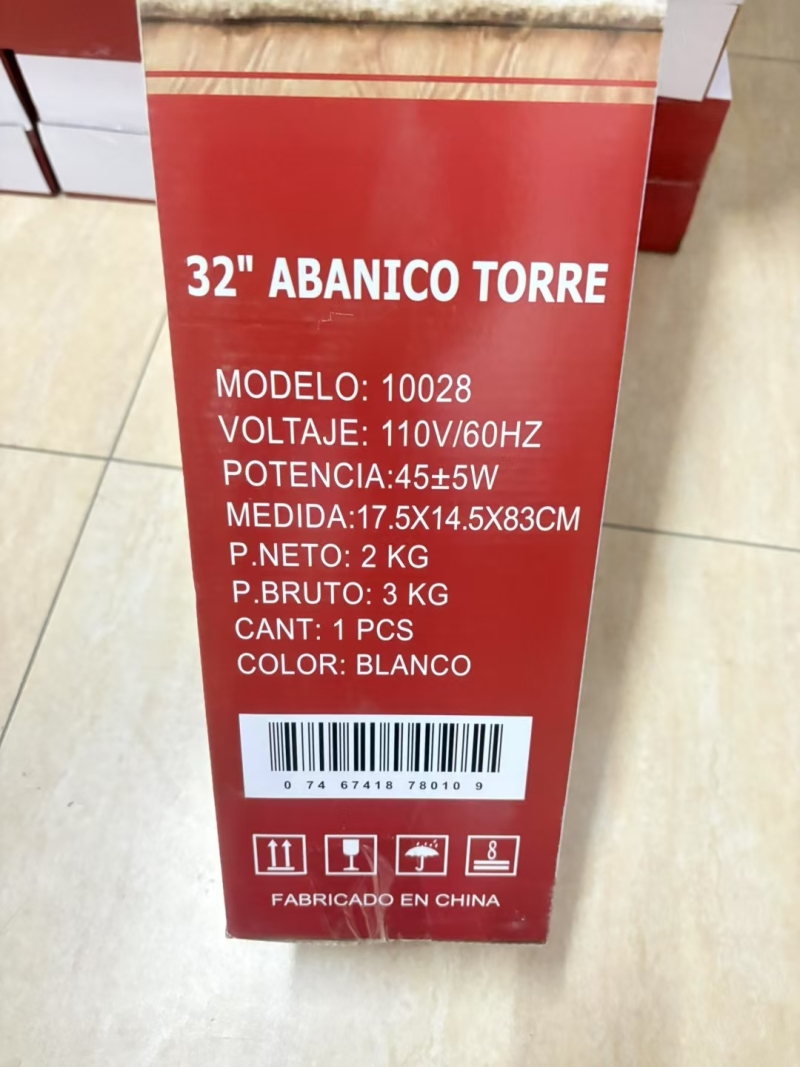 32" ABANICO TORRE
MODELO: 10028
VOLTAJE: 110V/60HZ
POTENCIA:45±5W
MEDIDA:17.5X14.5X83CM
P.NETO: 2 KG
P.BRUTO: 3 KG
CANT: 1 PCS
COLOR: BLANCO
0 74 67418 78010 9
8
FABRICADO EN CHINA